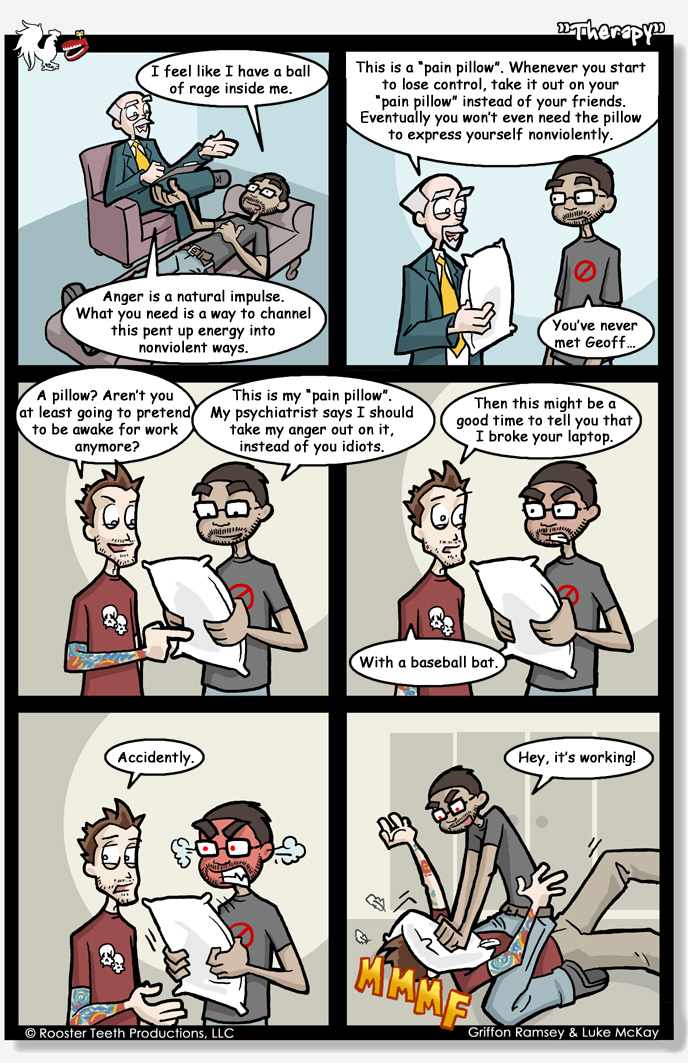 "Therapy"
I feel like I have a ball
of rage inside me.
Anger is a natural impulse.
What you need is a way to channel
this pent up energy into
nonviolent ways.
This is a "pain pillow". Whenever you start
to lose control, take it out on your
"pain pillow" instead of your friends.
Eventually you won't even need the pillow
to express yourself nonviolently.
You've never
met Geoff...
A pillow? Aren't you
at least going to pretend
to be awake for work
anymore?
This is my "pain pillow".
My psychiatrist says I should
take my anger out on it,
instead of you idiots.
Then this might be a
good time to tell you that
I broke your laptop.
With a baseball bat.
Accidently.
Hey, it's working!
MMMF
© Rooster Teeth Productions, LLC
Griffon Ramsey & Luke McKay